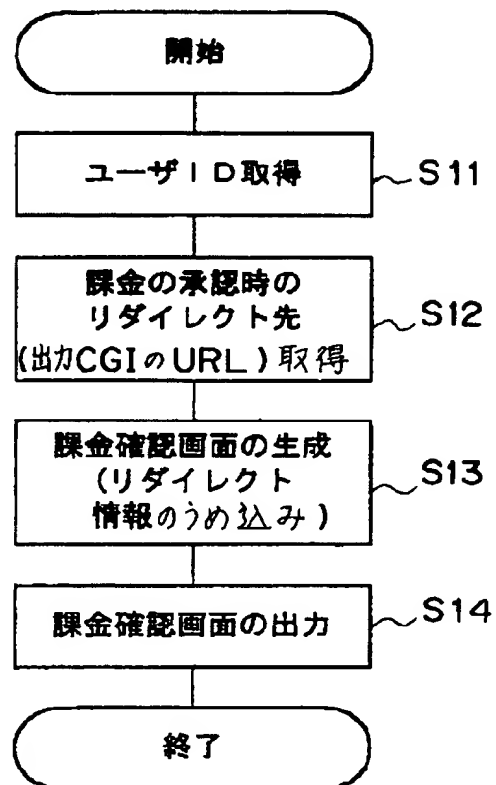 開始
ユーザID取得
S11
課金の承認時の
リダイレクト先
(出力CGIのURL)取得
S12
課金確認画面の生成
(リダイレクト
情報のうめ込み)
S13
課金確認画面の出力
S14
終了